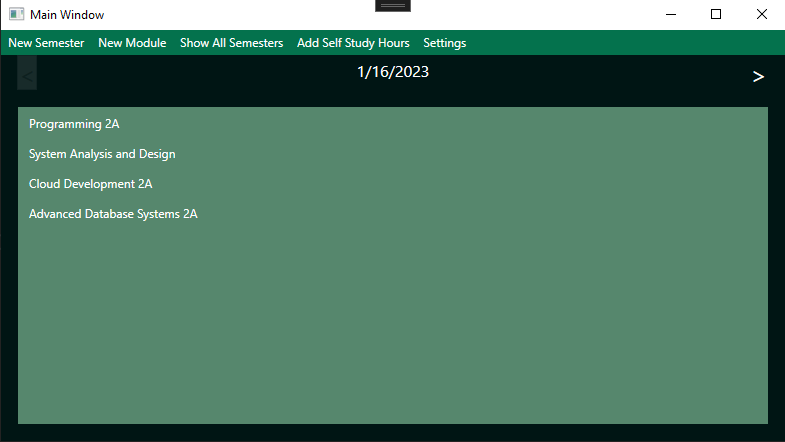 Main Window
New Semester New Module Show All Semesters Add Self Study Hours Settings
< 1/16/2023 >
Programming 2A
System Analysis and Design
Cloud Development 2A
Advanced Database Systems 2A